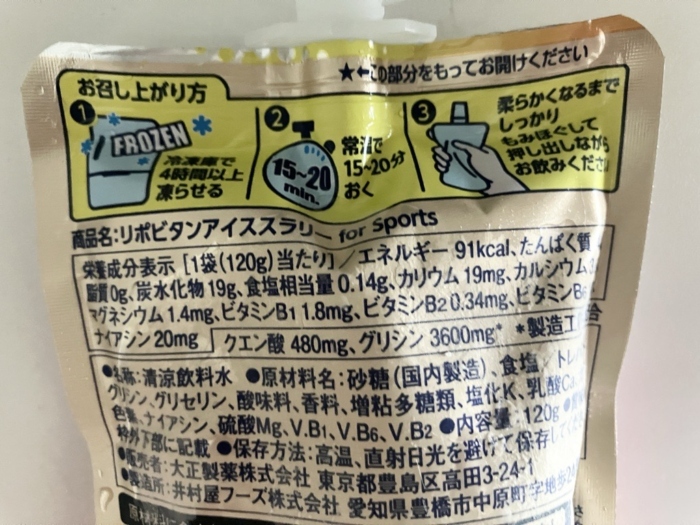 ★←この部分をもってお開けください
お召し上がり方
1
FROZEN
冷凍庫で
4時間以上
凍らせる
2
15~20
min.
常温で
15~20分
おく
3
柔らかくなるまで
しっかり
もみほぐして
押し出しながら
お飲みください
商品名:リポビタンアイススラリー for Sports
栄養成分表示 [1袋(120g)当たり]/エネルギー 91kcal、たんぱく質
脂質0g、炭水化物19g、食塩相当量0.14g、カリウム19mg、カルシウム
マグネシウム1.4mg、ビタミンB1 1.8mg、ビタミンB2 0.34mg、ビタミンB6
ナイアシン20mg クエン酸 480mg、グリシン 3600mg* *製造
●名称:清涼飲料水 ●原材料名:砂糖(国内製造)、食塩/トレハ
グリシン、グリセリン、酸味料、香料、増粘多糖類、塩化K、乳酸Ca、
色素、ナイアシン、硫酸Mg、V.B1、V.B6、V.B2 ●内容量:120g ●
枠外下部に記載 ●保存方法:高温、直射日光を避けて保存して
●販売者:大正製薬株式会社 東京都豊島区高田3-24-1
●製造所:井村屋フーズ株式会社 愛知県豊橋市中原町字地歩